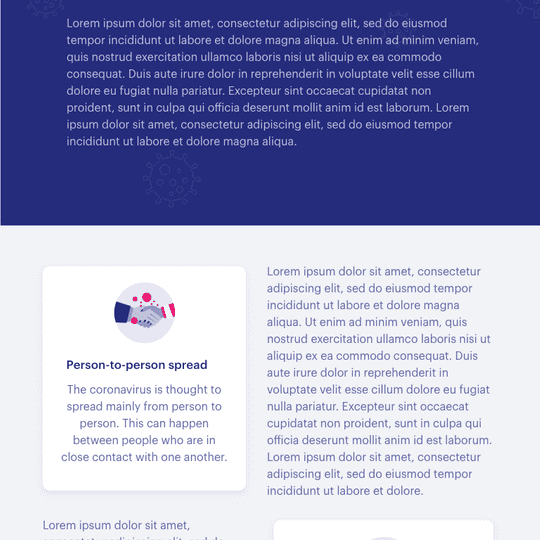 Lorem ipsum dolor sit amet, consectetur adipiscing elit, sed do eiusmod
tempor incididunt ut labore et dolore magna aliqua. Ut enim ad minim veniam,
quis nostrud exercitation ullamco laboris nisi ut aliquip ex ea commodo
consequat. Duis aute irure dolor in reprehenderit in voluptate velit esse cillum
dolore eu fugiat nulla pariatur. Excepteur sint occaecat cupidatat non
proident, sunt in culpa qui officia deserunt mollit anim id est laborum. Lorem
ipsum dolor sit amet, consectetur adipiscing elit, sed do eiusmod tempor
incididunt ut labore et dolore magna aliqua.
Person-to-person spread
The coronavirus is thought to
spread mainly from person to
person. This can happen
between people who are in
close contact with one another.
Lorem ipsum dolor sit amet, consectetur
adipiscing elit, sed do eiusmod tempor
incididunt ut labore et dolore magna
aliqua. Ut enim ad minim veniam, quis
nostrud exercitation ullamco laboris nisi ut
aliquip ex ea commodo consequat. Duis
aute irure dolor in reprehenderit in
voluptate velit esse cillum dolore eu fugiat
nulla pariatur. Excepteur sint occaecat
cupidatat non proident, sunt in culpa qui
officia deserunt mollit anim id est laborum.
Lorem ipsum dolor sit amet, consectetur
adipiscing elit, sed do eiusmod tempor
incididunt ut labore et dolore.
Lorem ipsum dolor sit amet,